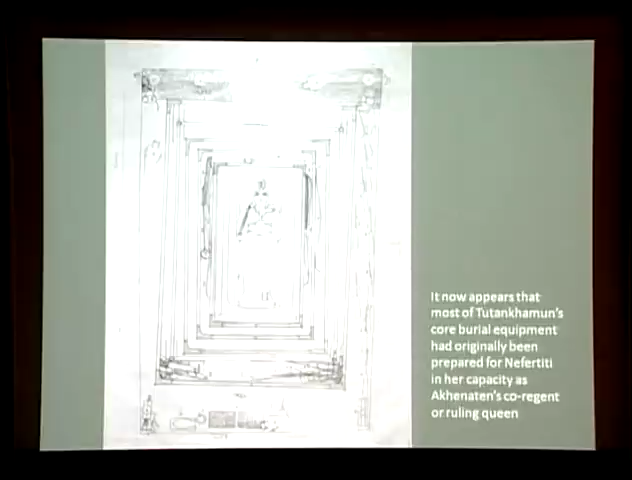 It now appears that
most of Tutankhamun's
core burial equipment
had originally been
prepared for Nefertiti
in her capacity as
Akhenaten's co-regent
or ruling queen